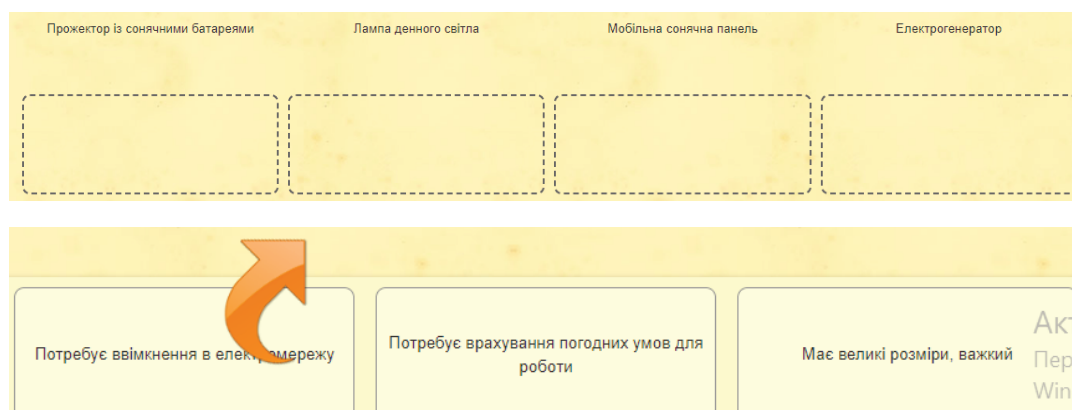 Прожектор із сонячними батареями
Лампа денного світла
Мобільна сонячна панель
Електрогенератор
Потребує ввімкнення в електромережу
Потребує врахування погодних умов для
роботи
Має великі розміри, важкий